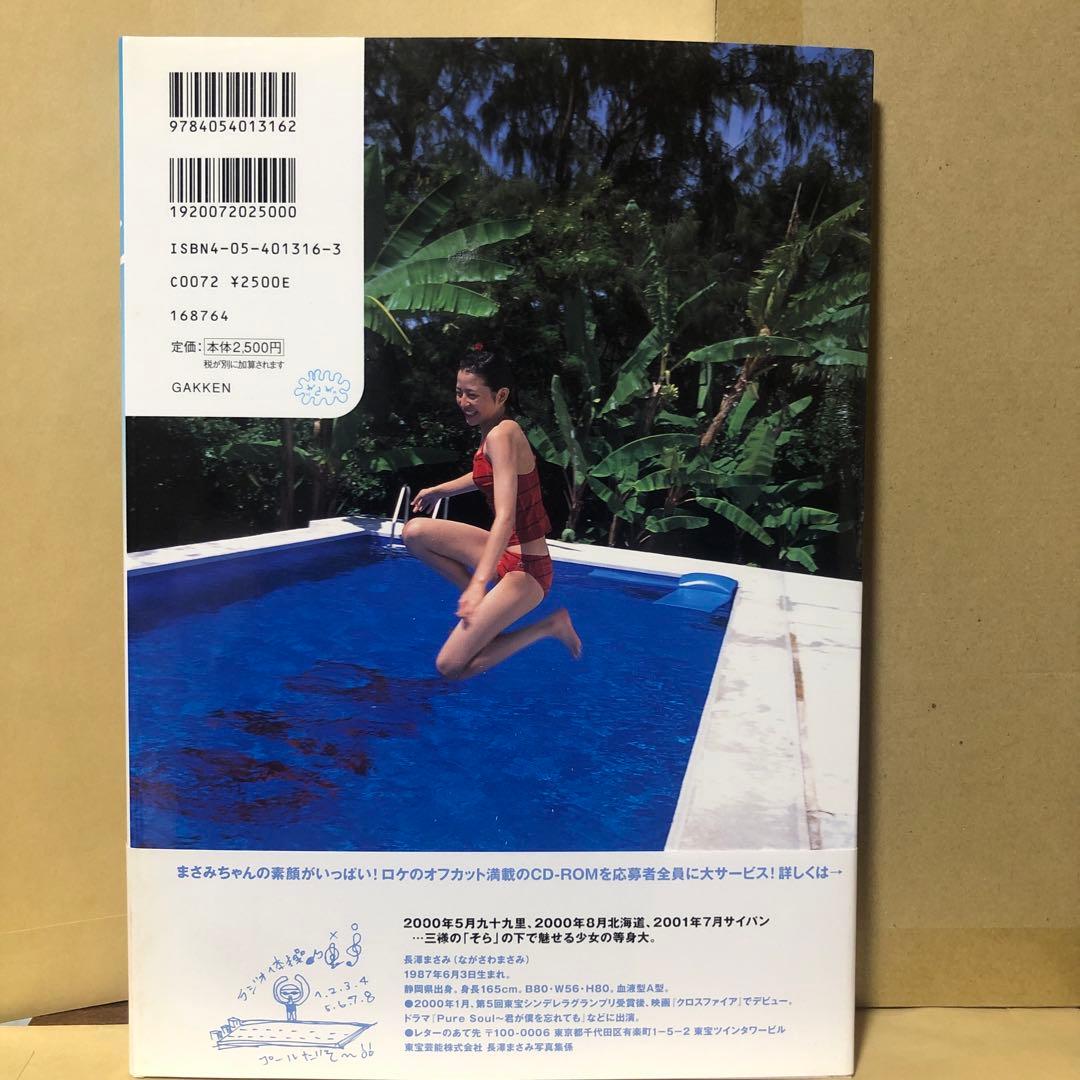 9784054013162
1920072025000
ISBN4-05-401316-3
C0072 ¥2500E
168764
定価：本体2,500円
税が別に加算されます
GAKKEN
まさみちゃんの素顔がいっぱい！ロケのオフカット満載のCD-ROMを応募者全員に大サービス！詳しくは→
2000年5月九十九里、2000年8月北海道、2001年7月サイパン
…三様の「そら」の下で魅せる少女の等身大。
長澤まさみ（ながさわまさみ）
1987年6月3日生まれ。
静岡県出身。身長165cm。B80・W56・H80。血液型A型。
●2000年1月、第5回東宝シンデレラグランプリ受賞後、映画『クロスファイア』でデビュー。
ドラマ『Pure Soul〜君が僕を忘れても』などに出演。
●レターのあて先 〒100-0006 東京都千代田区有楽町1-5-2 東宝ツインタワービル
東宝芸能株式会社 長澤まさみ写真集係
ラジオ体操
1.2.3.4
5.6.7.8
プールだぞ〜